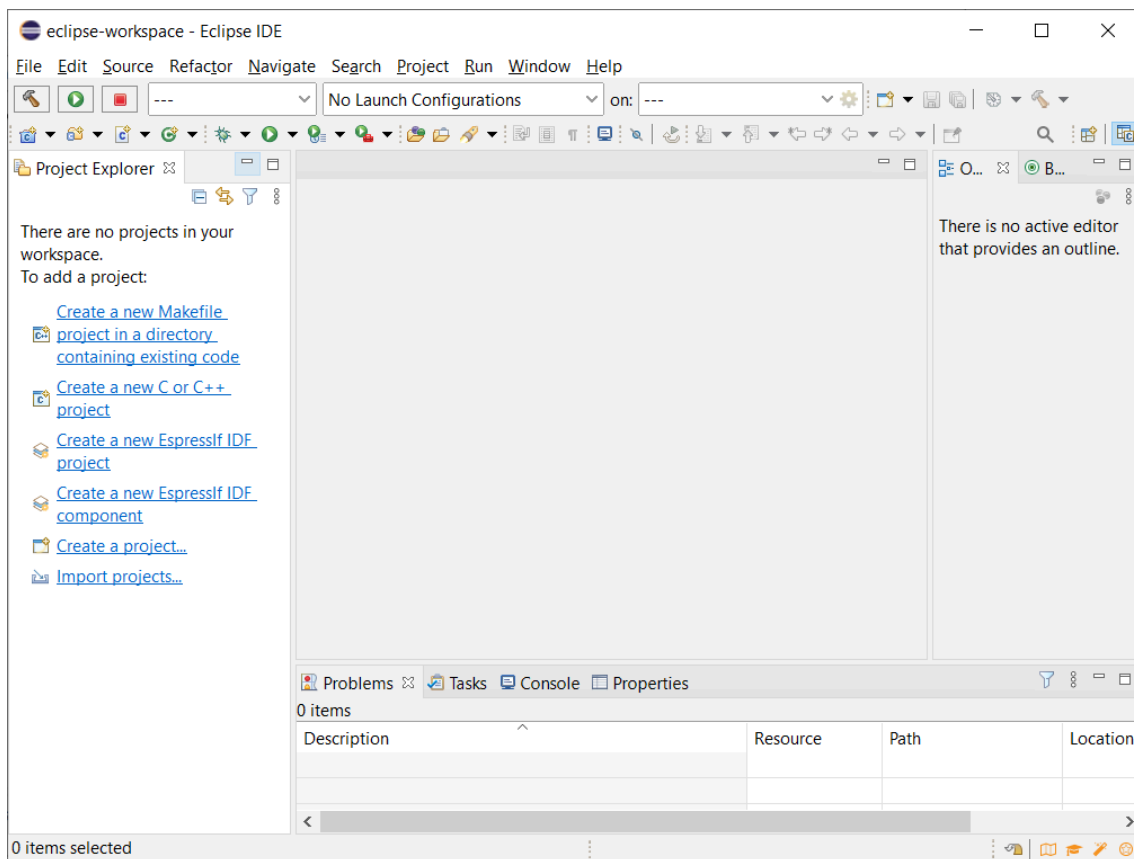 eclipse-workspace - Eclipse IDE
File Edit Source Refactor Navigate Search Project Run Window Help
--- No Launch Configurations on: ---
Project Explorer
O... B...
There are no projects in your
workspace.
To add a project:
Create a new Makefile
project in a directory
containing existing code
Create a new C or C++
project
Create a new EspressIf IDF
project
Create a new EspressIf IDF
component
Create a project...
Import projects...
There is no active editor
that provides an outline.
Problems Tasks Console Properties
0 items
Description Resource Path Location
0 items selected